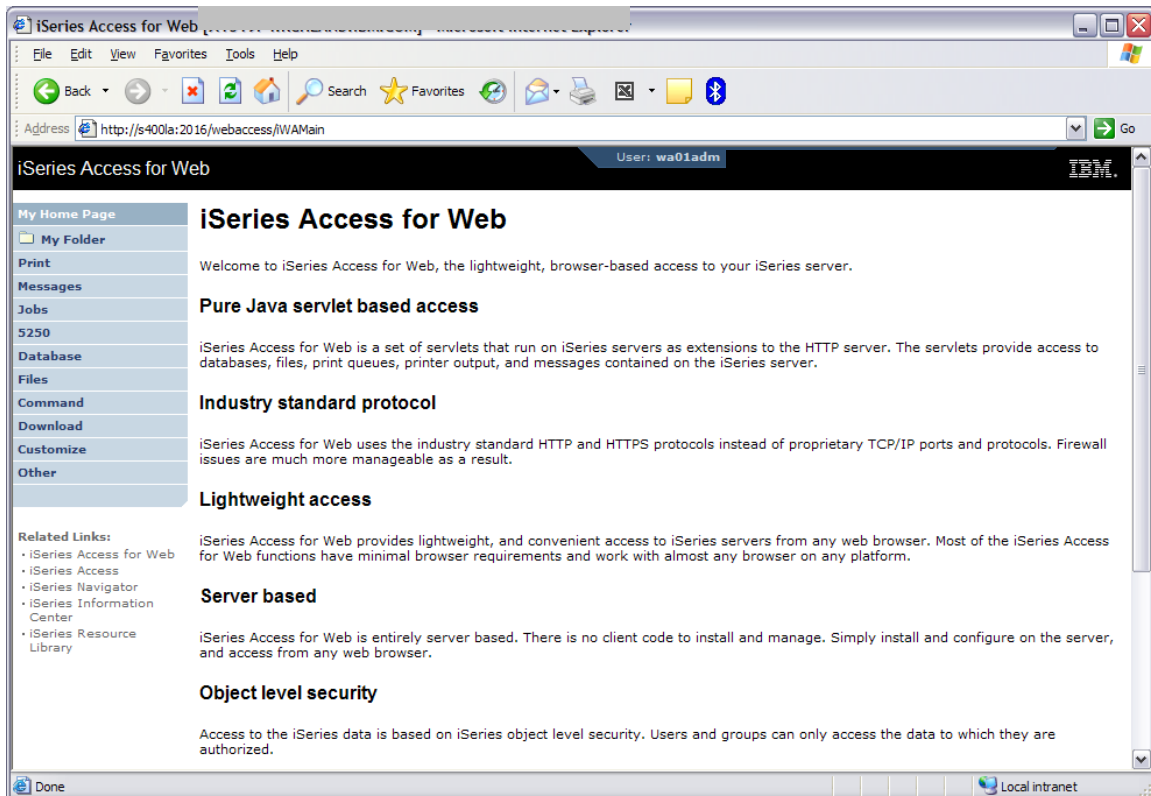 iSeries Access for Web
File Edit View Favorites Tools Help
Back Search Favorites
Address http://s400la:2016/webaccess/iWAMain Go
iSeries Access for Web
User: wa01adm
IBM.
My Home Page
My Folder
Print
Messages
Jobs
5250
Database
Files
Command
Download
Customize
Other
Related Links:
· iSeries Access for Web
· iSeries Access
· iSeries Navigator
· iSeries Information
Center
· iSeries Resource
Library
iSeries Access for Web
Welcome to iSeries Access for Web, the lightweight, browser-based access to your iSeries server.
Pure Java servlet based access
iSeries Access for Web is a set of servlets that run on iSeries servers as extensions to the HTTP server. The servlets provide access to
databases, files, print queues, printer output, and messages contained on the iSeries server.
Industry standard protocol
iSeries Access for Web uses the industry standard HTTP and HTTPS protocols instead of proprietary TCP/IP ports and protocols. Firewall
issues are much more manageable as a result.
Lightweight access
iSeries Access for Web provides lightweight, and convenient access to iSeries servers from any web browser. Most of the iSeries Access
for Web functions have minimal browser requirements and work with almost any browser on any platform.
Server based
iSeries Access for Web is entirely server based. There is no client code to install and manage. Simply install and configure on the server,
and access from any web browser.
Object level security
Access to the iSeries data is based on iSeries object level security. Users and groups can only access the data to which they are
authorized.
Done
Local intranet